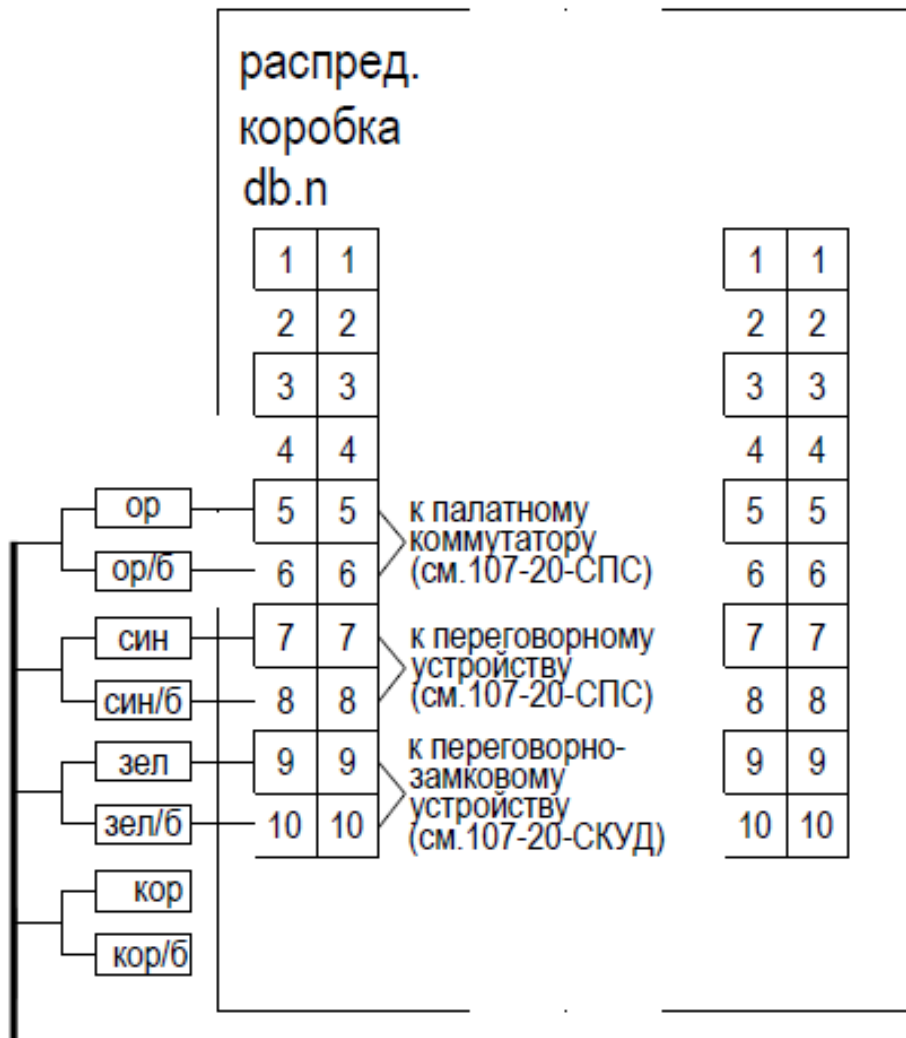 распред.
коробка
db.n
1 1 1 1
2 2 2 2
3 3 3 3
4 4 4 4
ор 5 5 к палатному 5 5
коммутатору
ор/б 6 6 (см.107-20-СПС) 6 6
син 7 7 к переговорному 7 7
устройству
син/б 8 8 (см.107-20-СПС) 8 8
зел 9 9 к переговорно- 9 9
замковому
устройству
зел/б 10 10 (см.107-20-СКУД) 10 10
кор
кор/б